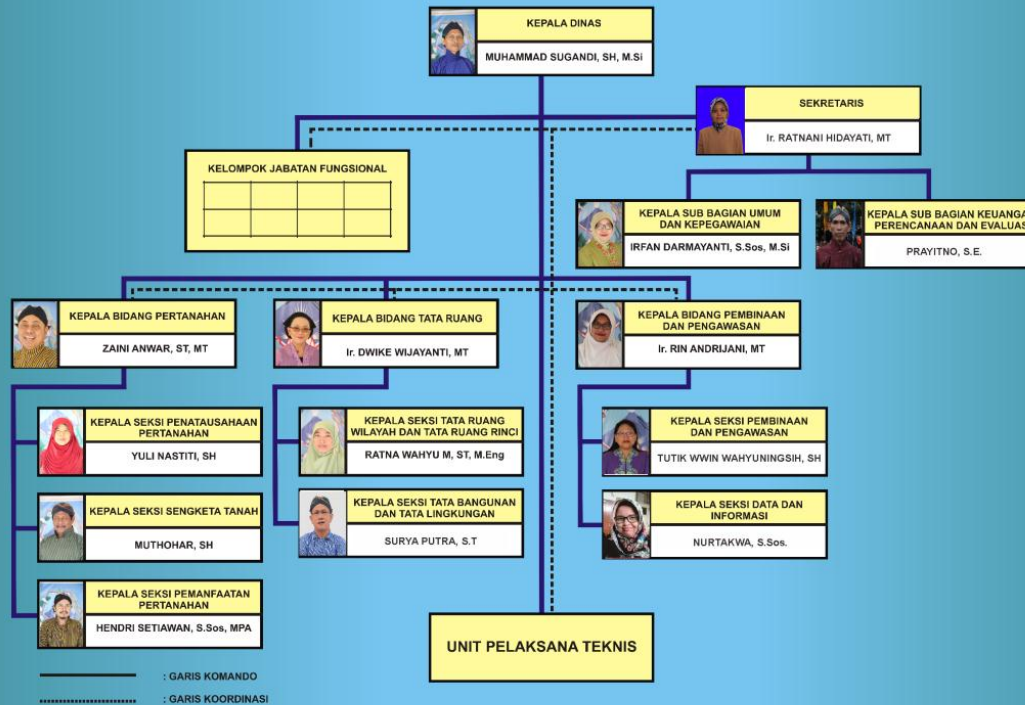 KEPALA DINAS
MUHAMMAD SUGANDI, SH, M.Si
SEKRETARIS
Ir. RATNANI HIDAYATI, MT
KELOMPOK JABATAN FUNGSIONAL
KEPALA SUB BAGIAN UMUM
DAN KEPEGAWAIAN
IRFAN DARMAYANTI, S.Sos, M.Si
KEPALA SUB BAGIAN KEUANGA
PERENCANAAN DAN EVALUAS
PRAYITNO, S.E.
KEPALA BIDANG PERTANAHAN
ZAINI ANWAR, ST, MT
KEPALA BIDANG TATA RUANG
Ir. DWIKE WIJAYANTI, MT
KEPALA BIDANG PEMBINAAN
DAN PENGAWASAN
Ir. RIN ANDRIJANI, MT
KEPALA SEKSI PENATAUSAHAAN
PERTANAHAN
YULI NASTITI, SH
KEPALA SEKSI TATA RUANG
WILAYAH DAN TATA RUANG RINCI
RATNA WAHYU M, ST, M.Eng
KEPALA SEKSI PEMBINAAN
DAN PENGAWASAN
TUTIK WWIN WAHYUNINGSIH, SH
KEPALA SEKSI SENGKETA TANAH
MUTHOHAR, SH
KEPALA SEKSI TATA BANGUNAN
DAN TATA LINGKUNGAN
SURYA PUTRA, S.T
KEPALA SEKSI DATA DAN
INFORMASI
NURTAKWA, S.Sos.
KEPALA SEKSI PEMANFAATAN
PERTANAHAN
HENDRI SETIAWAN, S.Sos, MPA
UNIT PELAKSANA TEKNIS
: GARIS KOMANDO
: GARIS KOORDINASI